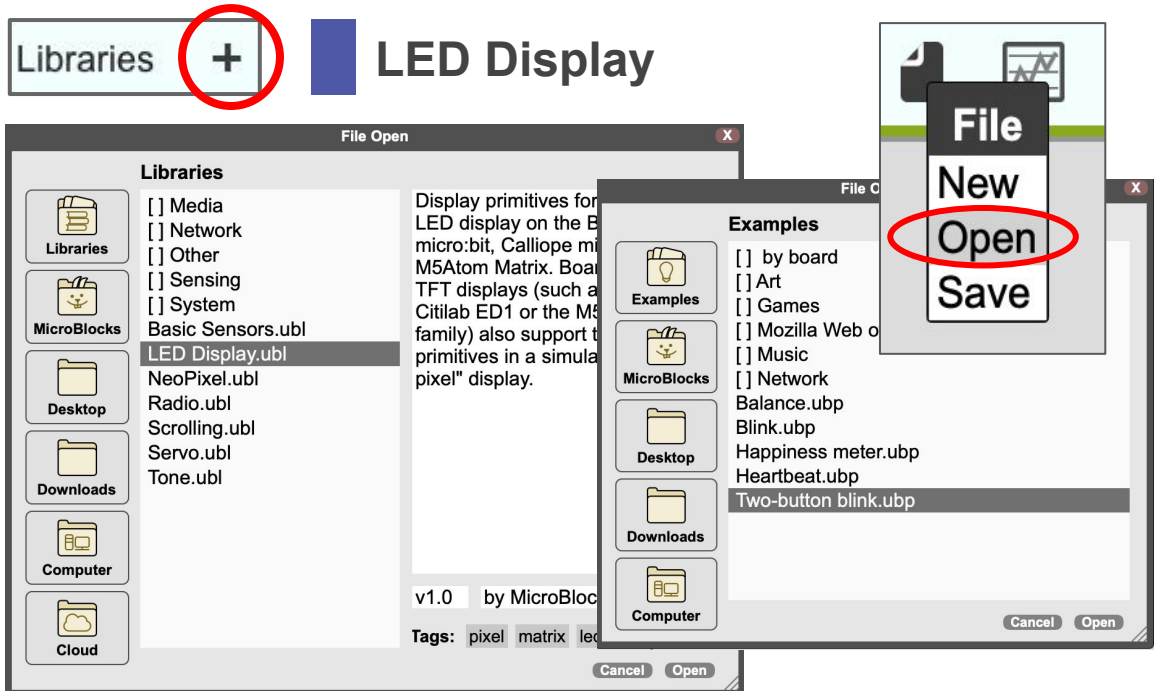 Libraries +
LED Display
File Open
X
Libraries
Libraries
MicroBlocks
Desktop
Downloads
Computer
Cloud
[ ] Media
[ ] Network
[ ] Other
[ ] Sensing
[ ] System
Basic Sensors.ubl
LED Display.ubl
NeoPixel.ubl
Radio.ubl
Scrolling.ubl
Servo.ubl
Tone.ubl
Display primitives for
LED display on the B
micro:bit, Calliope mi
M5Atom Matrix. Boar
TFT displays (such a
Citilab ED1 or the M5
family) also support t
primitives in a simula
pixel" display.
v1.0 by MicroBloc
Tags: pixel matrix led
Cancel Open
File O
X
Examples
Examples
MicroBlocks
Desktop
Downloads
Computer
[ ] by board
[ ] Art
[ ] Games
[ ] Mozilla Web o
[ ] Music
[ ] Network
Balance.ubp
Blink.ubp
Happiness meter.ubp
Heartbeat.ubp
Two-button blink.ubp
Cancel Open
File
New
Open
Save